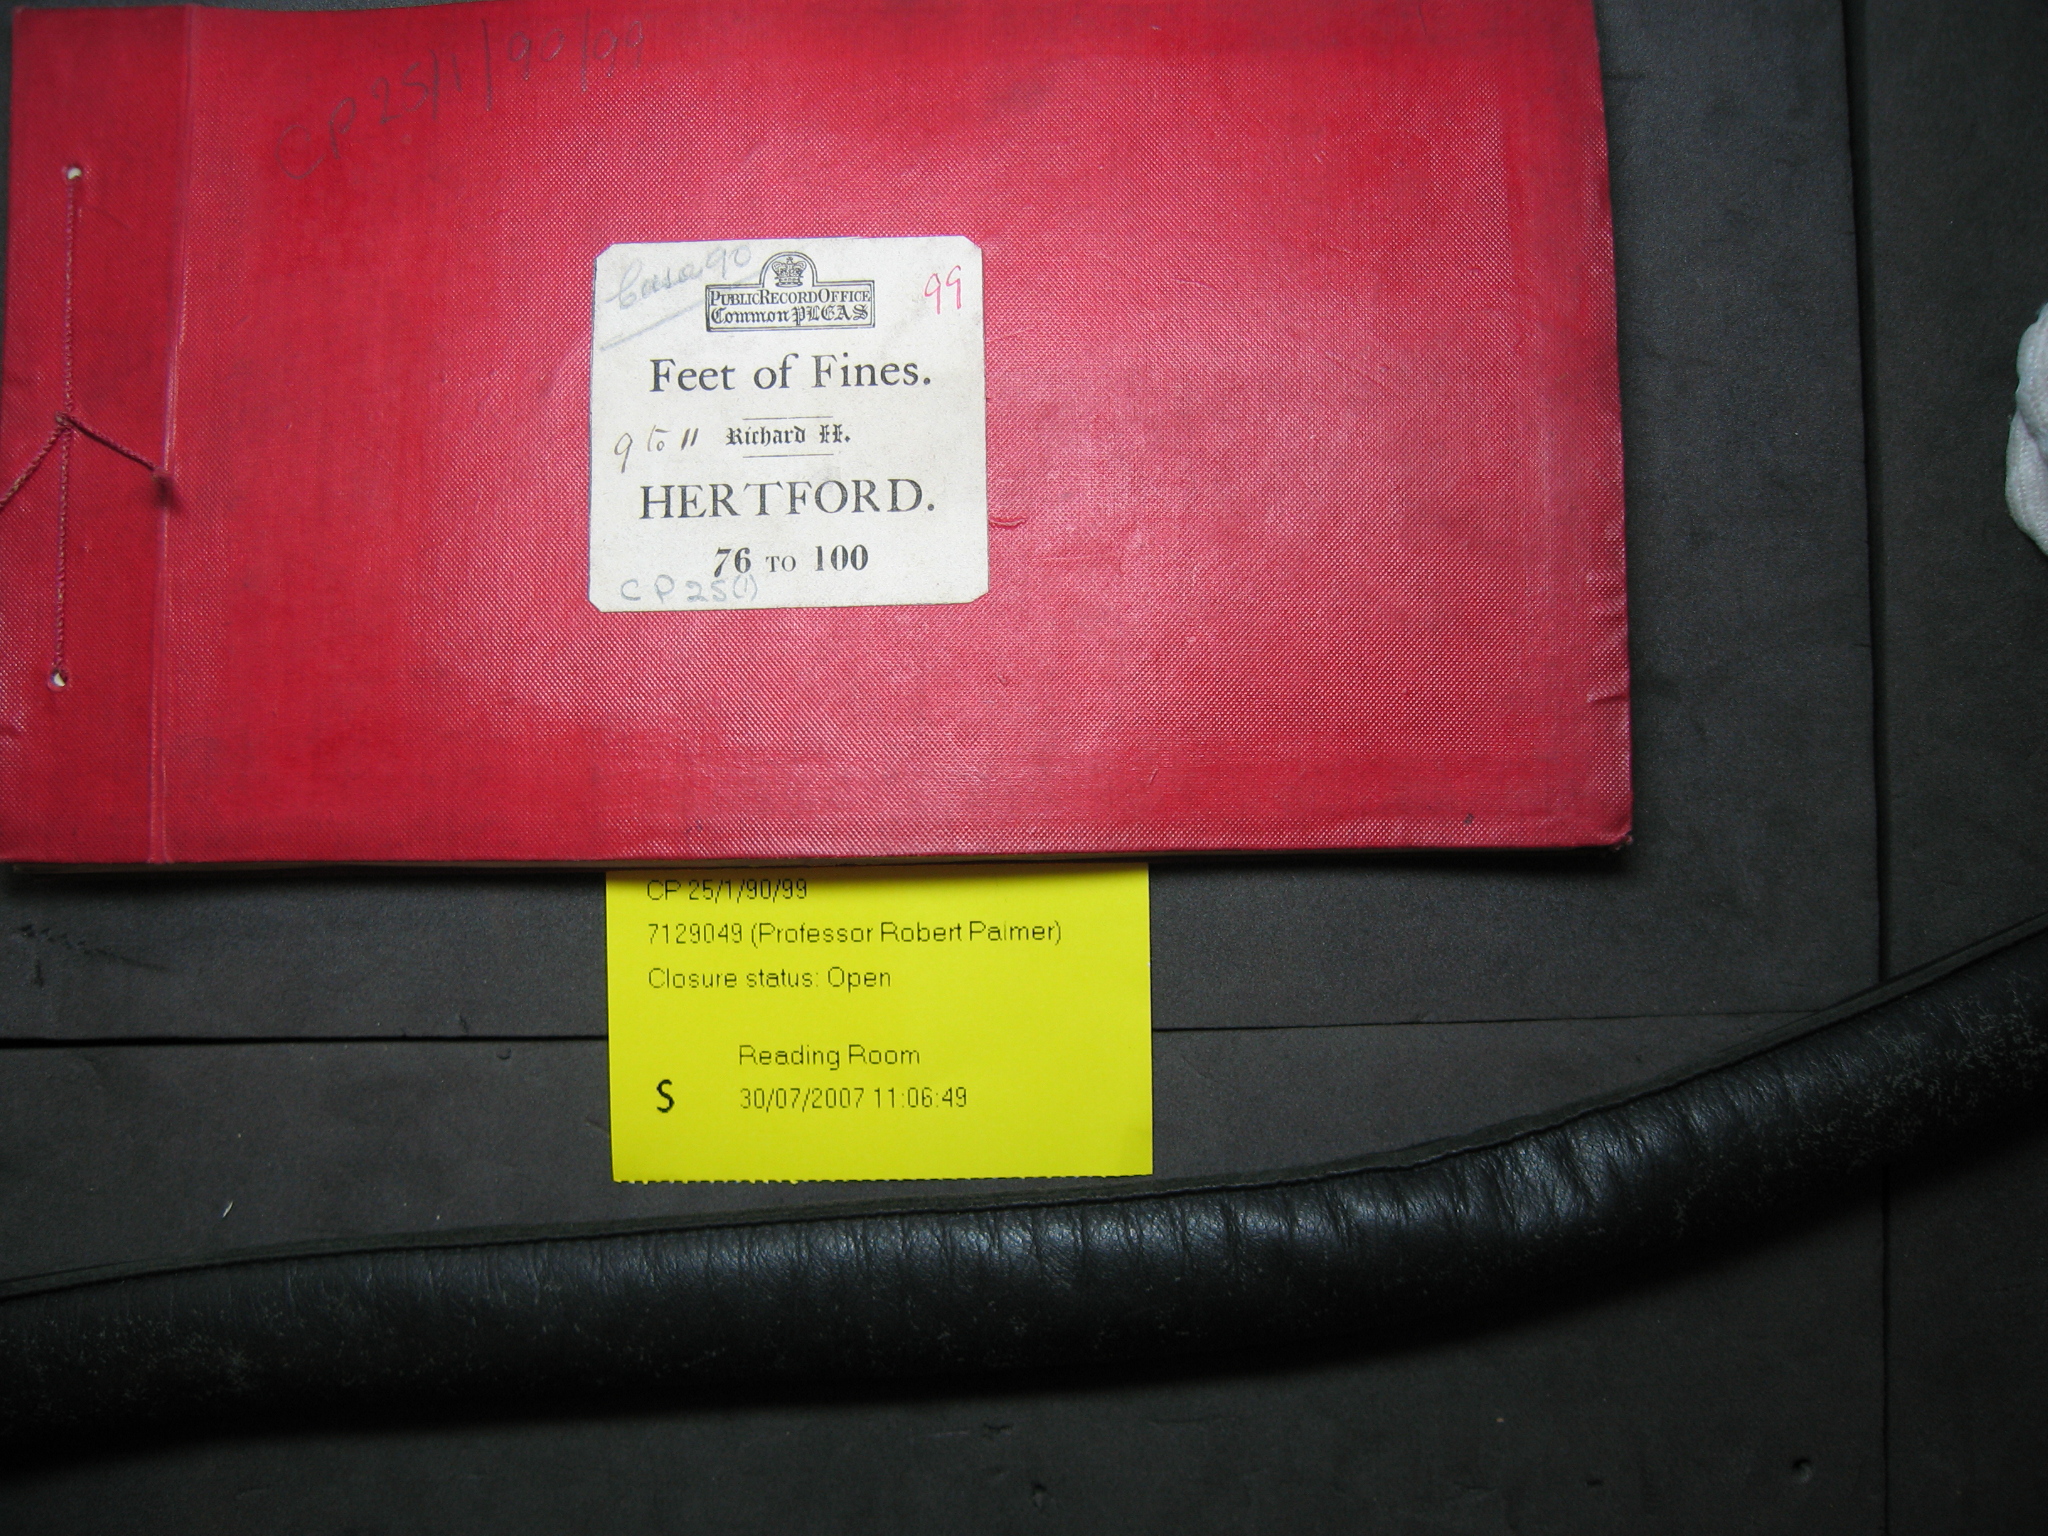 CP 25/1/90/99
Case 90
99
PUBLIC RECORD OFFICE
Common PLEAS
Feet of Fines.
9 to 11 Richard II.
HERTFORD.
76 TO 100
CP 25(1)
CP 25/1/90/99
7129049 (Professor Robert Palmer)
Closure status: Open
Reading Room
S 30/07/2007 11:06:49